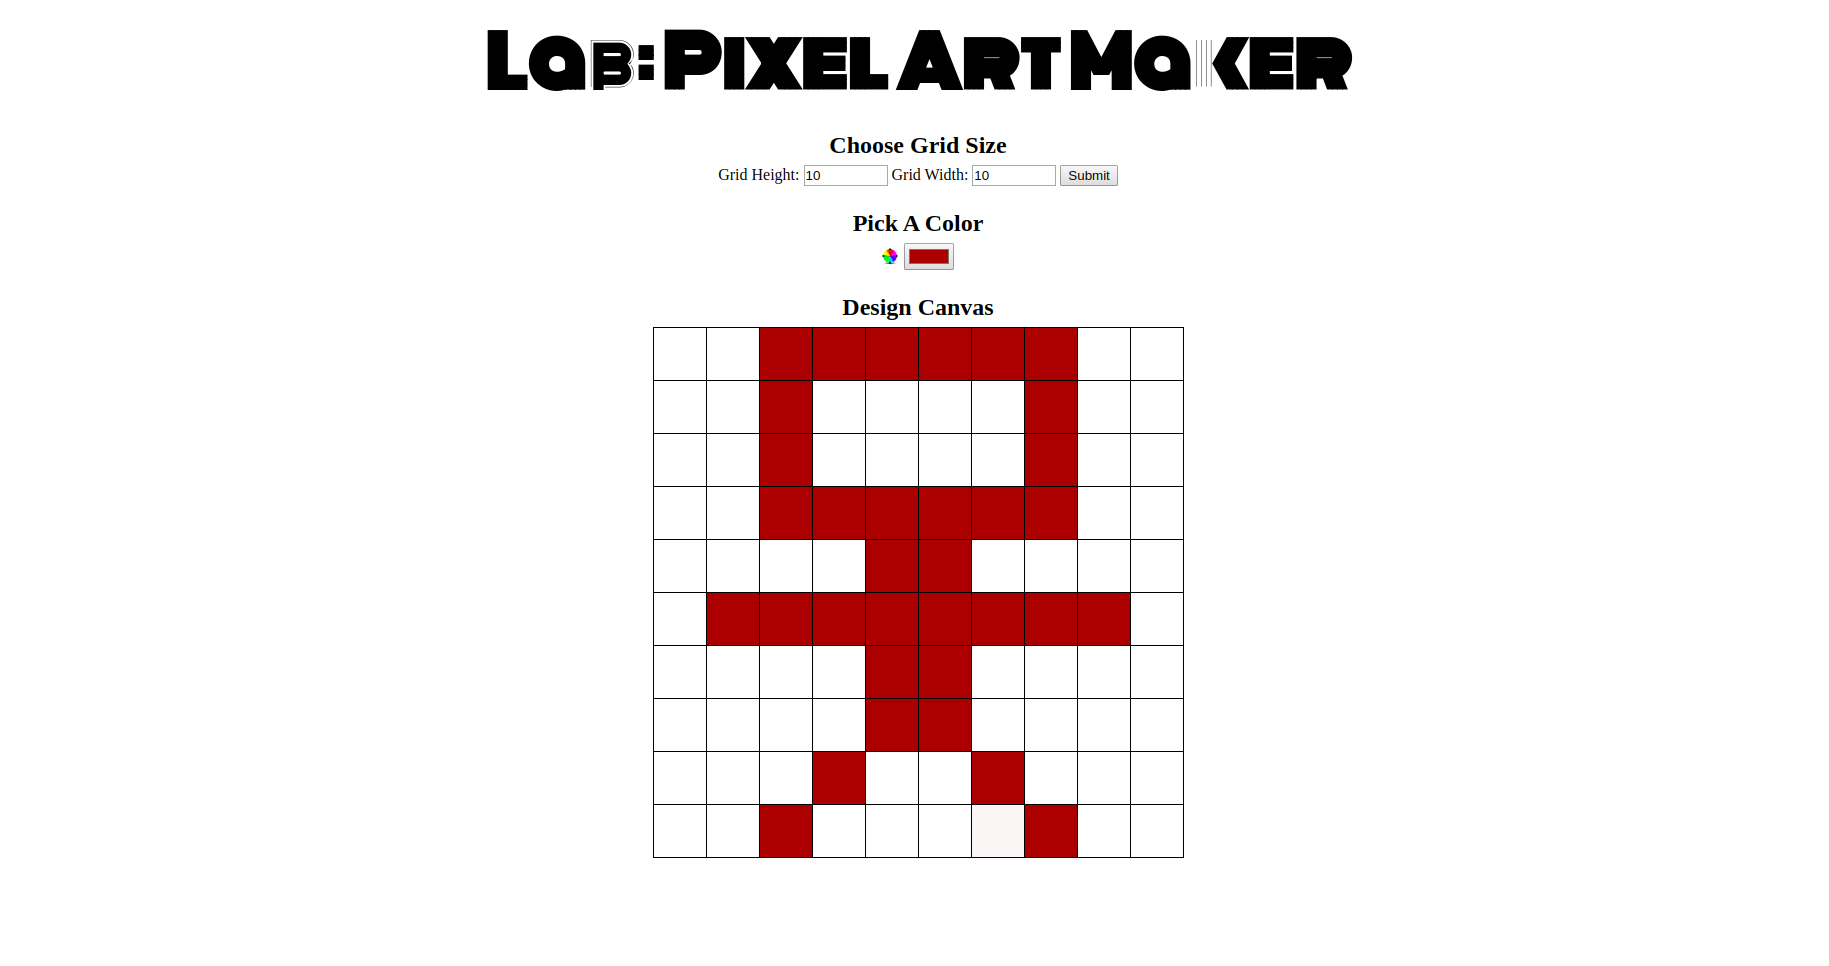 Lab: Pixel Art Maker
Choose Grid Size
Grid Height: 10 Grid Width: 10 Submit
Pick A Color
Design Canvas